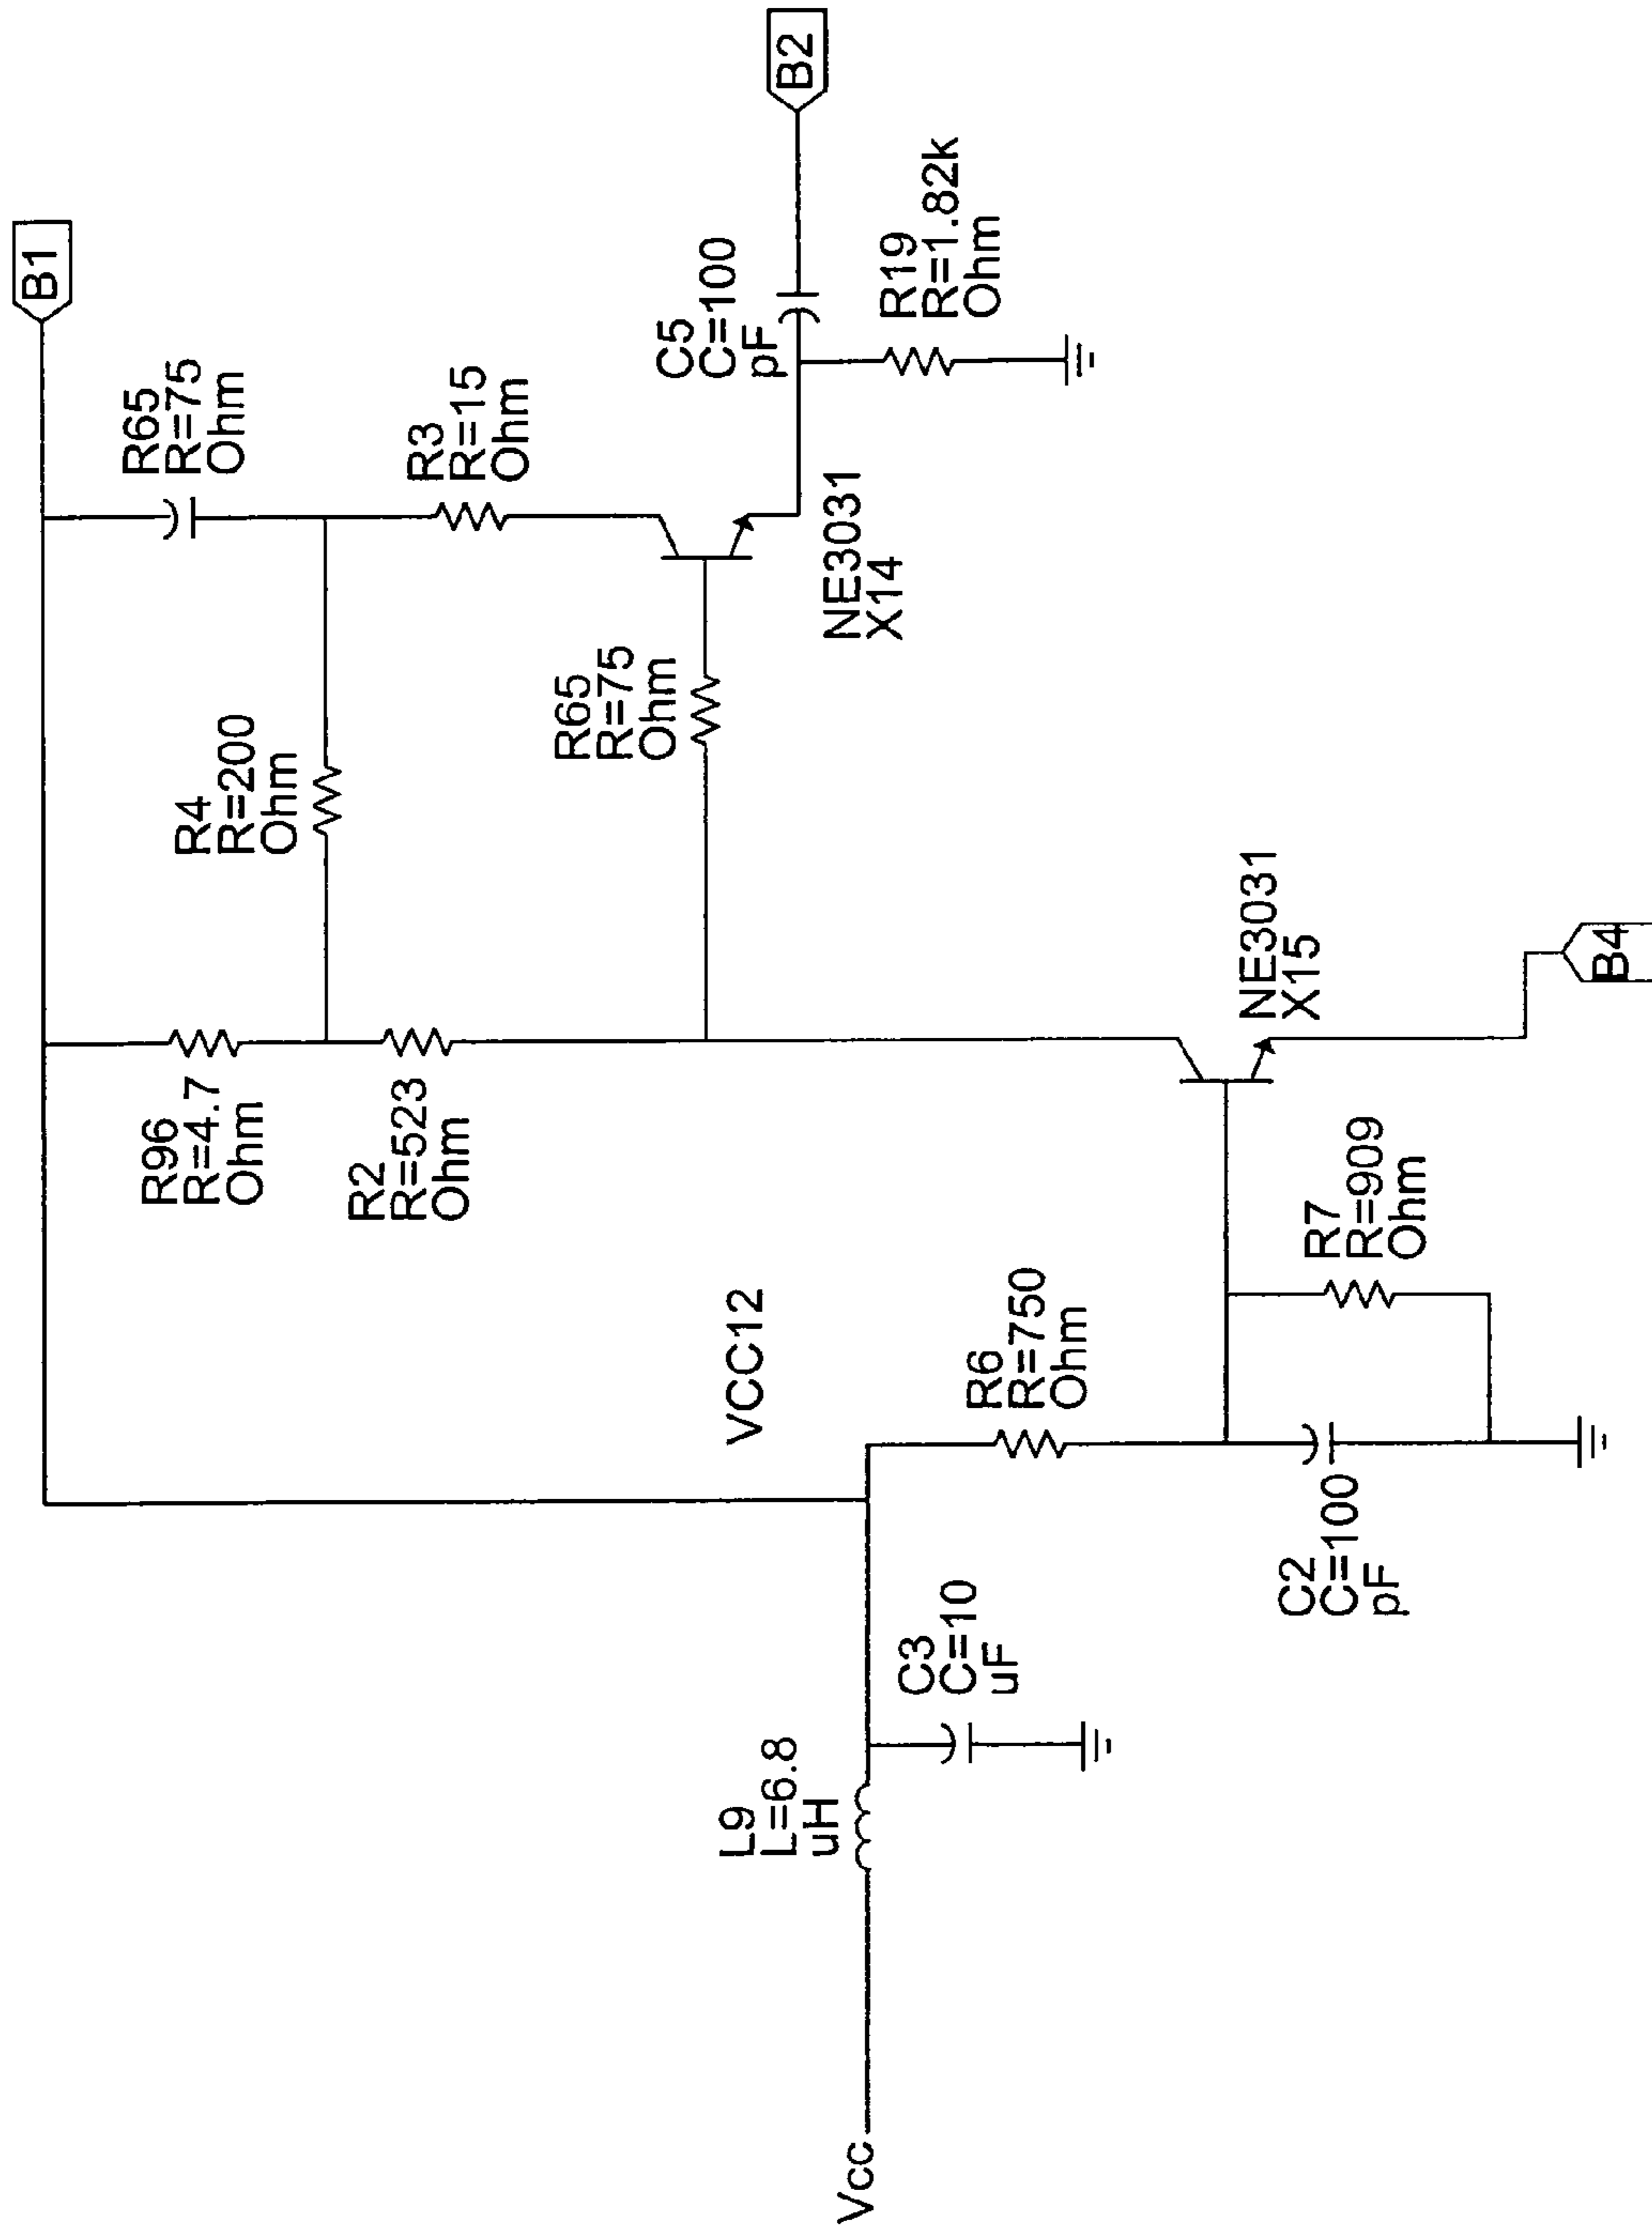 B1
B2
R65
R=75
Ohm
R3
R=15
Ohm
C5
C=100
pF
R19
R=1.82k
Ohm
R4
R=200
Ohm
R65
R=75
Ohm
NE3031
X14
R96
R=4.7
Ohm
R2
R=523
Ohm
NE3031
X15
B4
VCC12
R6
R=750
Ohm
R7
R=909
Ohm
L9
L=6.8
uH
C3
C=10
uF
C2
C=100
pF
Vcc